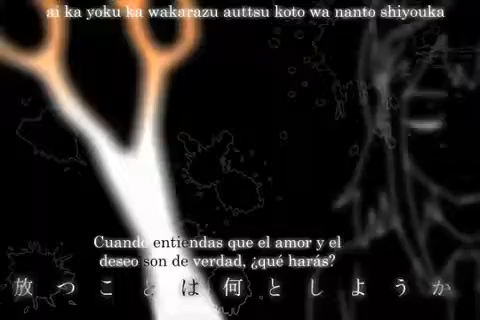 ai ka yoku ka wakarazu auttsu koto wa nanto shiyouka
Cuando entiendas que el amor y el
deseo son de verdad, ¿qué harás?
放つことは何としようか